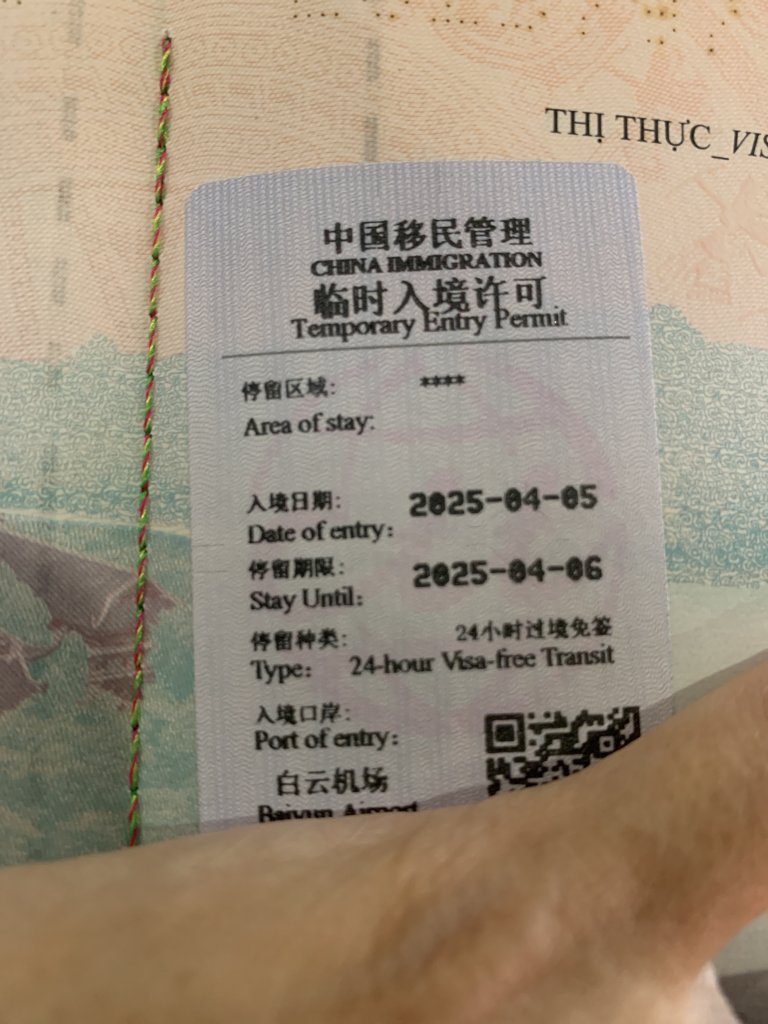 THỊ THỰC_VIS
中国移民管理
CHINA IMMIGRATION
临时入境许可
Temporary Entry Permit
停留区域: ****
Area of stay:
入境日期: 2025-04-05
Date of entry:
停留期限: 2025-04-06
Stay Until:
停留种类: 24小时过境免签
Type: 24-hour Visa-free Transit
入境口岸:
Port of entry:
白云机场
Baiyun Airport